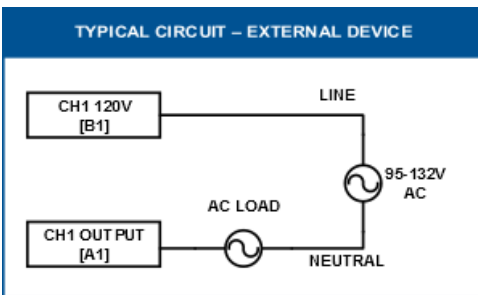 TYPICAL CIRCUIT – EXTERNAL DEVICE
LINE
CH1 120V
[B1]
95-132V
AC
AC LOAD
CH1 OUTPUT
[A1]
NEUTRAL